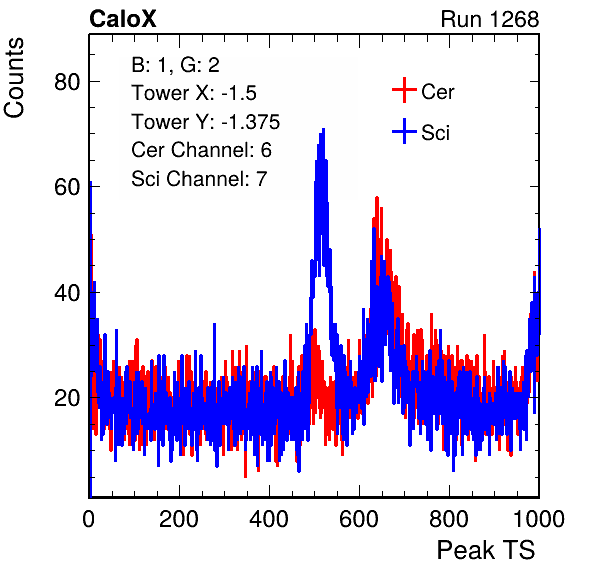 CaloX Run 1268
Counts
B: 1, G: 2
Tower X: -1.5
Tower Y: -1.375
Cer Channel: 6
Sci Channel: 7
Cer
Sci
80
60
40
20
0 200 400 600 800 1000
Peak TS